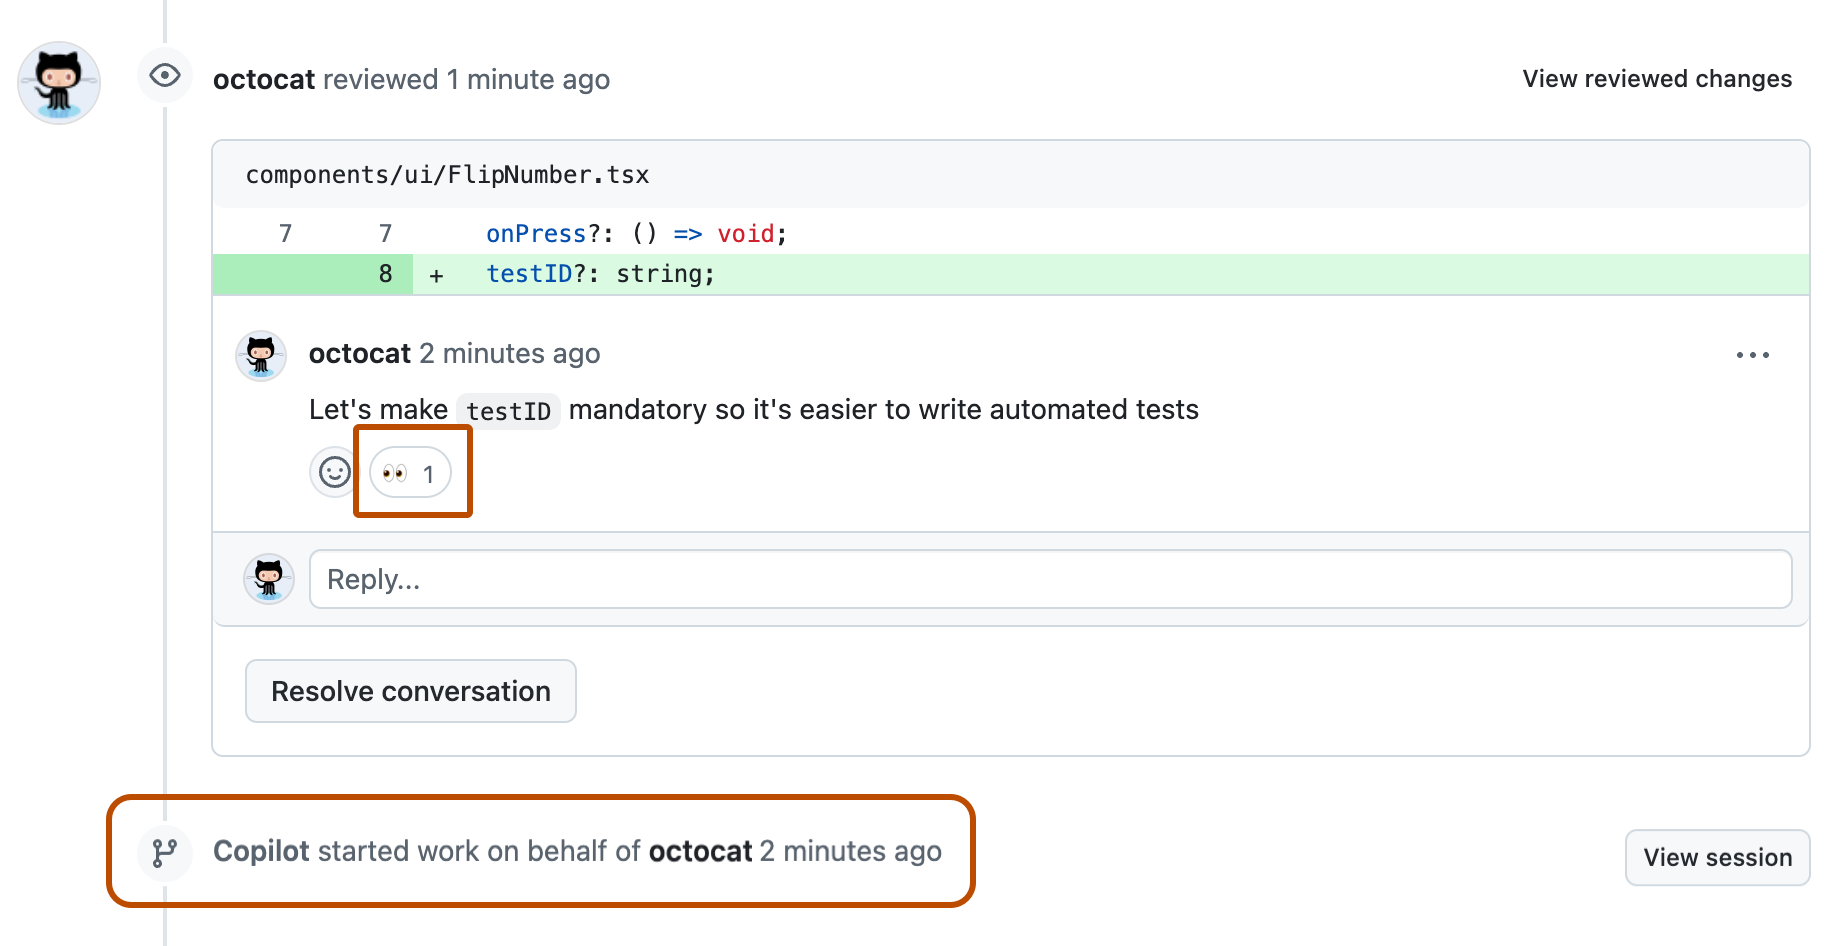 octocat reviewed 1 minute ago
View reviewed changes
components/ui/FlipNumber.tsx
7 7 onPress?: () => void;
8 + testID?: string;
octocat 2 minutes ago
Let's make testID mandatory so it's easier to write automated tests
👀 1
Reply...
Resolve conversation
Copilot started work on behalf of octocat 2 minutes ago
View session